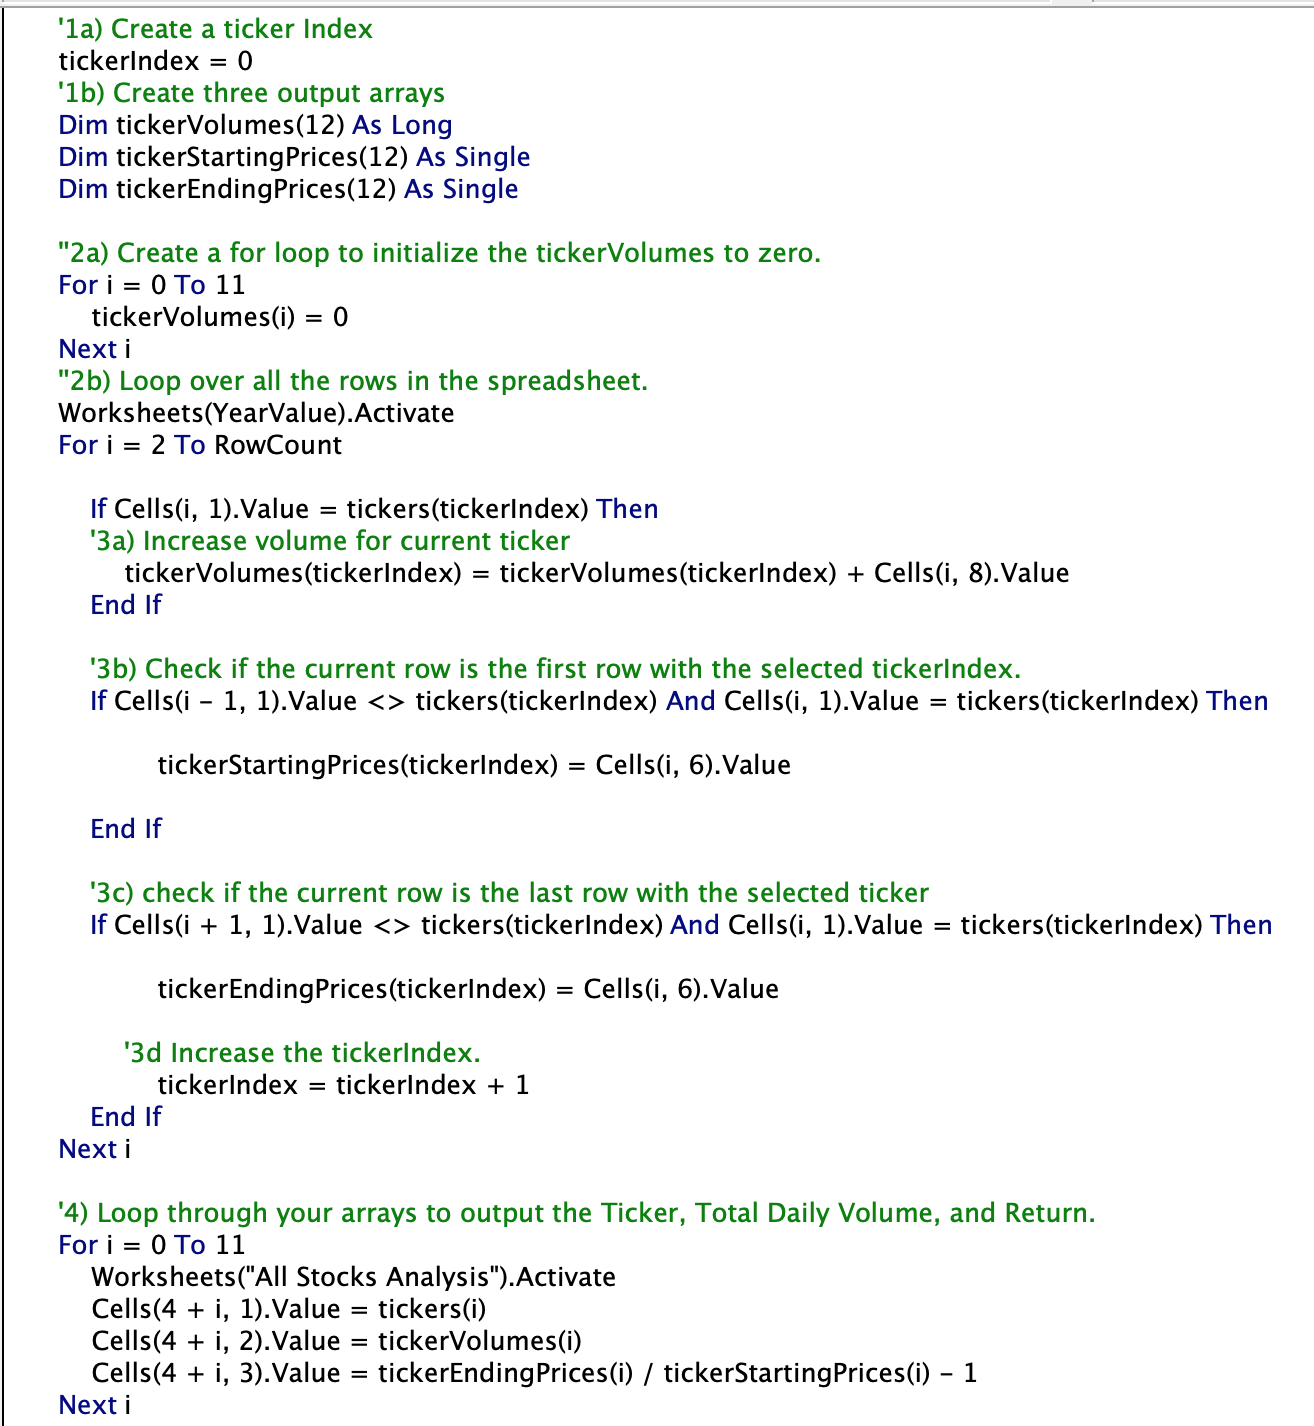 '1a) Create a ticker Index
tickerIndex = 0
'1b) Create three output arrays
Dim tickerVolumes(12) As Long
Dim tickerStartingPrices(12) As Single
Dim tickerEndingPrices(12) As Single
''2a) Create a for loop to initialize the tickerVolumes to zero.
For i = 0 To 11
tickerVolumes(i) = 0
Next i
''2b) Loop over all the rows in the spreadsheet.
Worksheets(YearValue).Activate
For i = 2 To RowCount
If Cells(i, 1).Value = tickers(tickerIndex) Then
'3a) Increase volume for current ticker
tickerVolumes(tickerIndex) = tickerVolumes(tickerIndex) + Cells(i, 8).Value
End If
'3b) Check if the current row is the first row with the selected tickerIndex.
If Cells(i - 1, 1).Value <> tickers(tickerIndex) And Cells(i, 1).Value = tickers(tickerIndex) Then
tickerStartingPrices(tickerIndex) = Cells(i, 6).Value
End If
'3c) check if the current row is the last row with the selected ticker
If Cells(i + 1, 1).Value <> tickers(tickerIndex) And Cells(i, 1).Value = tickers(tickerIndex) Then
tickerEndingPrices(tickerIndex) = Cells(i, 6).Value
'3d Increase the tickerIndex.
tickerIndex = tickerIndex + 1
End If
Next i
'4) Loop through your arrays to output the Ticker, Total Daily Volume, and Return.
For i = 0 To 11
Worksheets("All Stocks Analysis").Activate
Cells(4 + i, 1).Value = tickers(i)
Cells(4 + i, 2).Value = tickerVolumes(i)
Cells(4 + i, 3).Value = tickerEndingPrices(i) / tickerStartingPrices(i) - 1
Next i